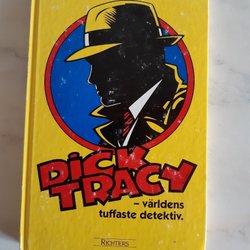 DICK
TRACY
– världens
tuffaste detektiv.
RICHTERS